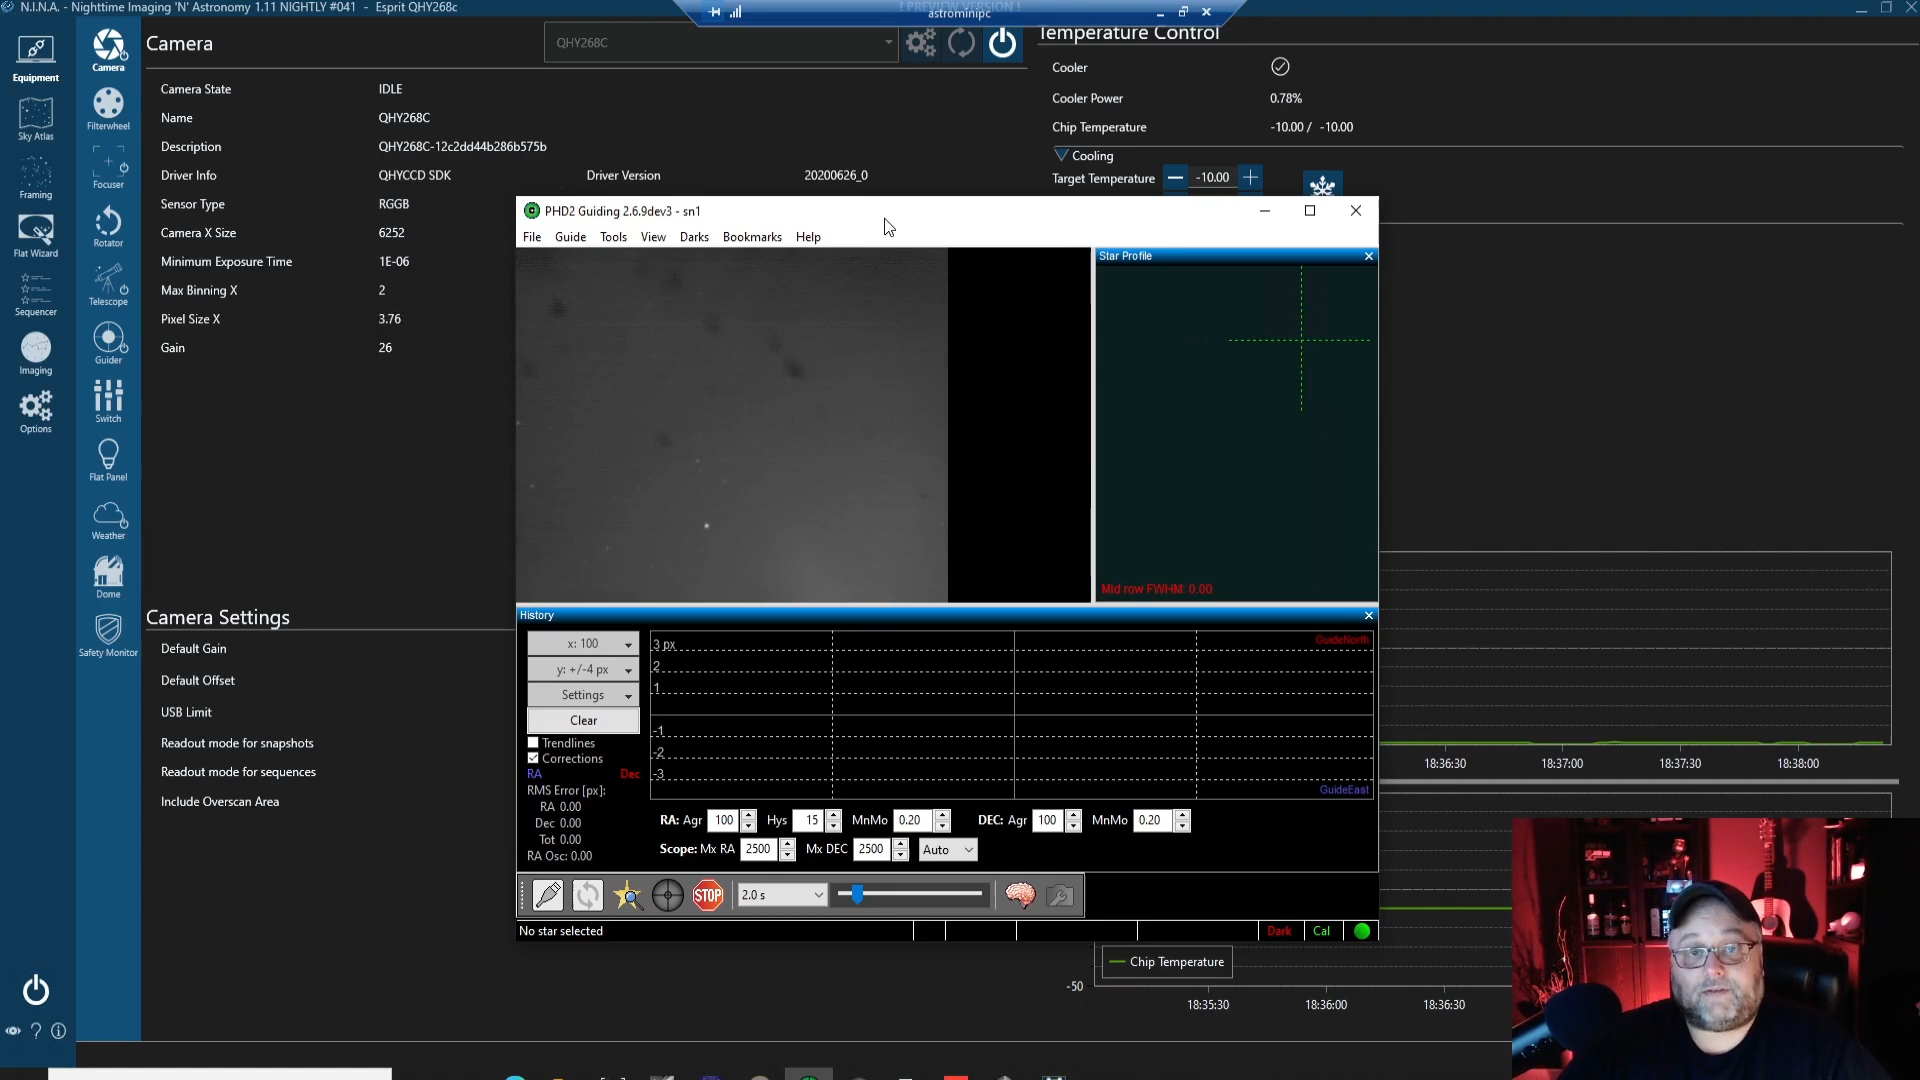 N.I.N.A. - Nighttime Imaging 'N' Astronomy 1.11 NIGHTLY #041 - Esprit QHY268C
! PREVIEW VERSION !
astrominipc
Equipment
Sky Atlas
Framing
Flat Wizard
Sequencer
Imaging
Options
Camera
Filterwheel
Focuser
Rotator
Telescope
Guider
Switch
Flat Panel
Weather
Dome
Safety Monitor
Camera
QHY268C
Camera State IDLE
Name QHY268C
Description QHY268C-12c2dd44b286b575b
Driver Info QHYCCD SDK Driver Version 20200626_0
Sensor Type RGGB
Camera X Size 6252
Minimum Exposure Time 1E-06
Max Binning X 2
Pixel Size X 3.76
Gain 26
Camera Settings
Default Gain
Default Offset
USB Limit
Readout mode for snapshots
Readout mode for sequences
Include Overscan Area
Temperature Control
Cooler
Cooler Power 0.78%
Chip Temperature -10.00 / -10.00
Cooling
Target Temperature -10.00
PHD2 Guiding 2.6.9dev3 - sn1
File Guide Tools View Darks Bookmarks Help
Star Profile
Mid row FWHM: 0.00
History
x: 100
y: +/-4 px
Settings
Clear
Trendlines
Corrections
RA Dec
RMS Error [px]:
RA 0.00
Dec 0.00
Tot 0.00
RA Osc: 0.00
3 px
2
1
-1
-2
-3
GuideNorth
GuideEast
RA: Agr 100 Hys 15 MnMo 0.20 DEC: Agr 100 MnMo 0.20
Scope: Mx RA 2500 Mx DEC 2500 Auto
STOP
2.0 s
No star selected
Dark Cal
18:36:30 18:37:00 18:37:30 18:38:00
Chip Temperature
-50
18:35:30 18:36:00 18:36:30